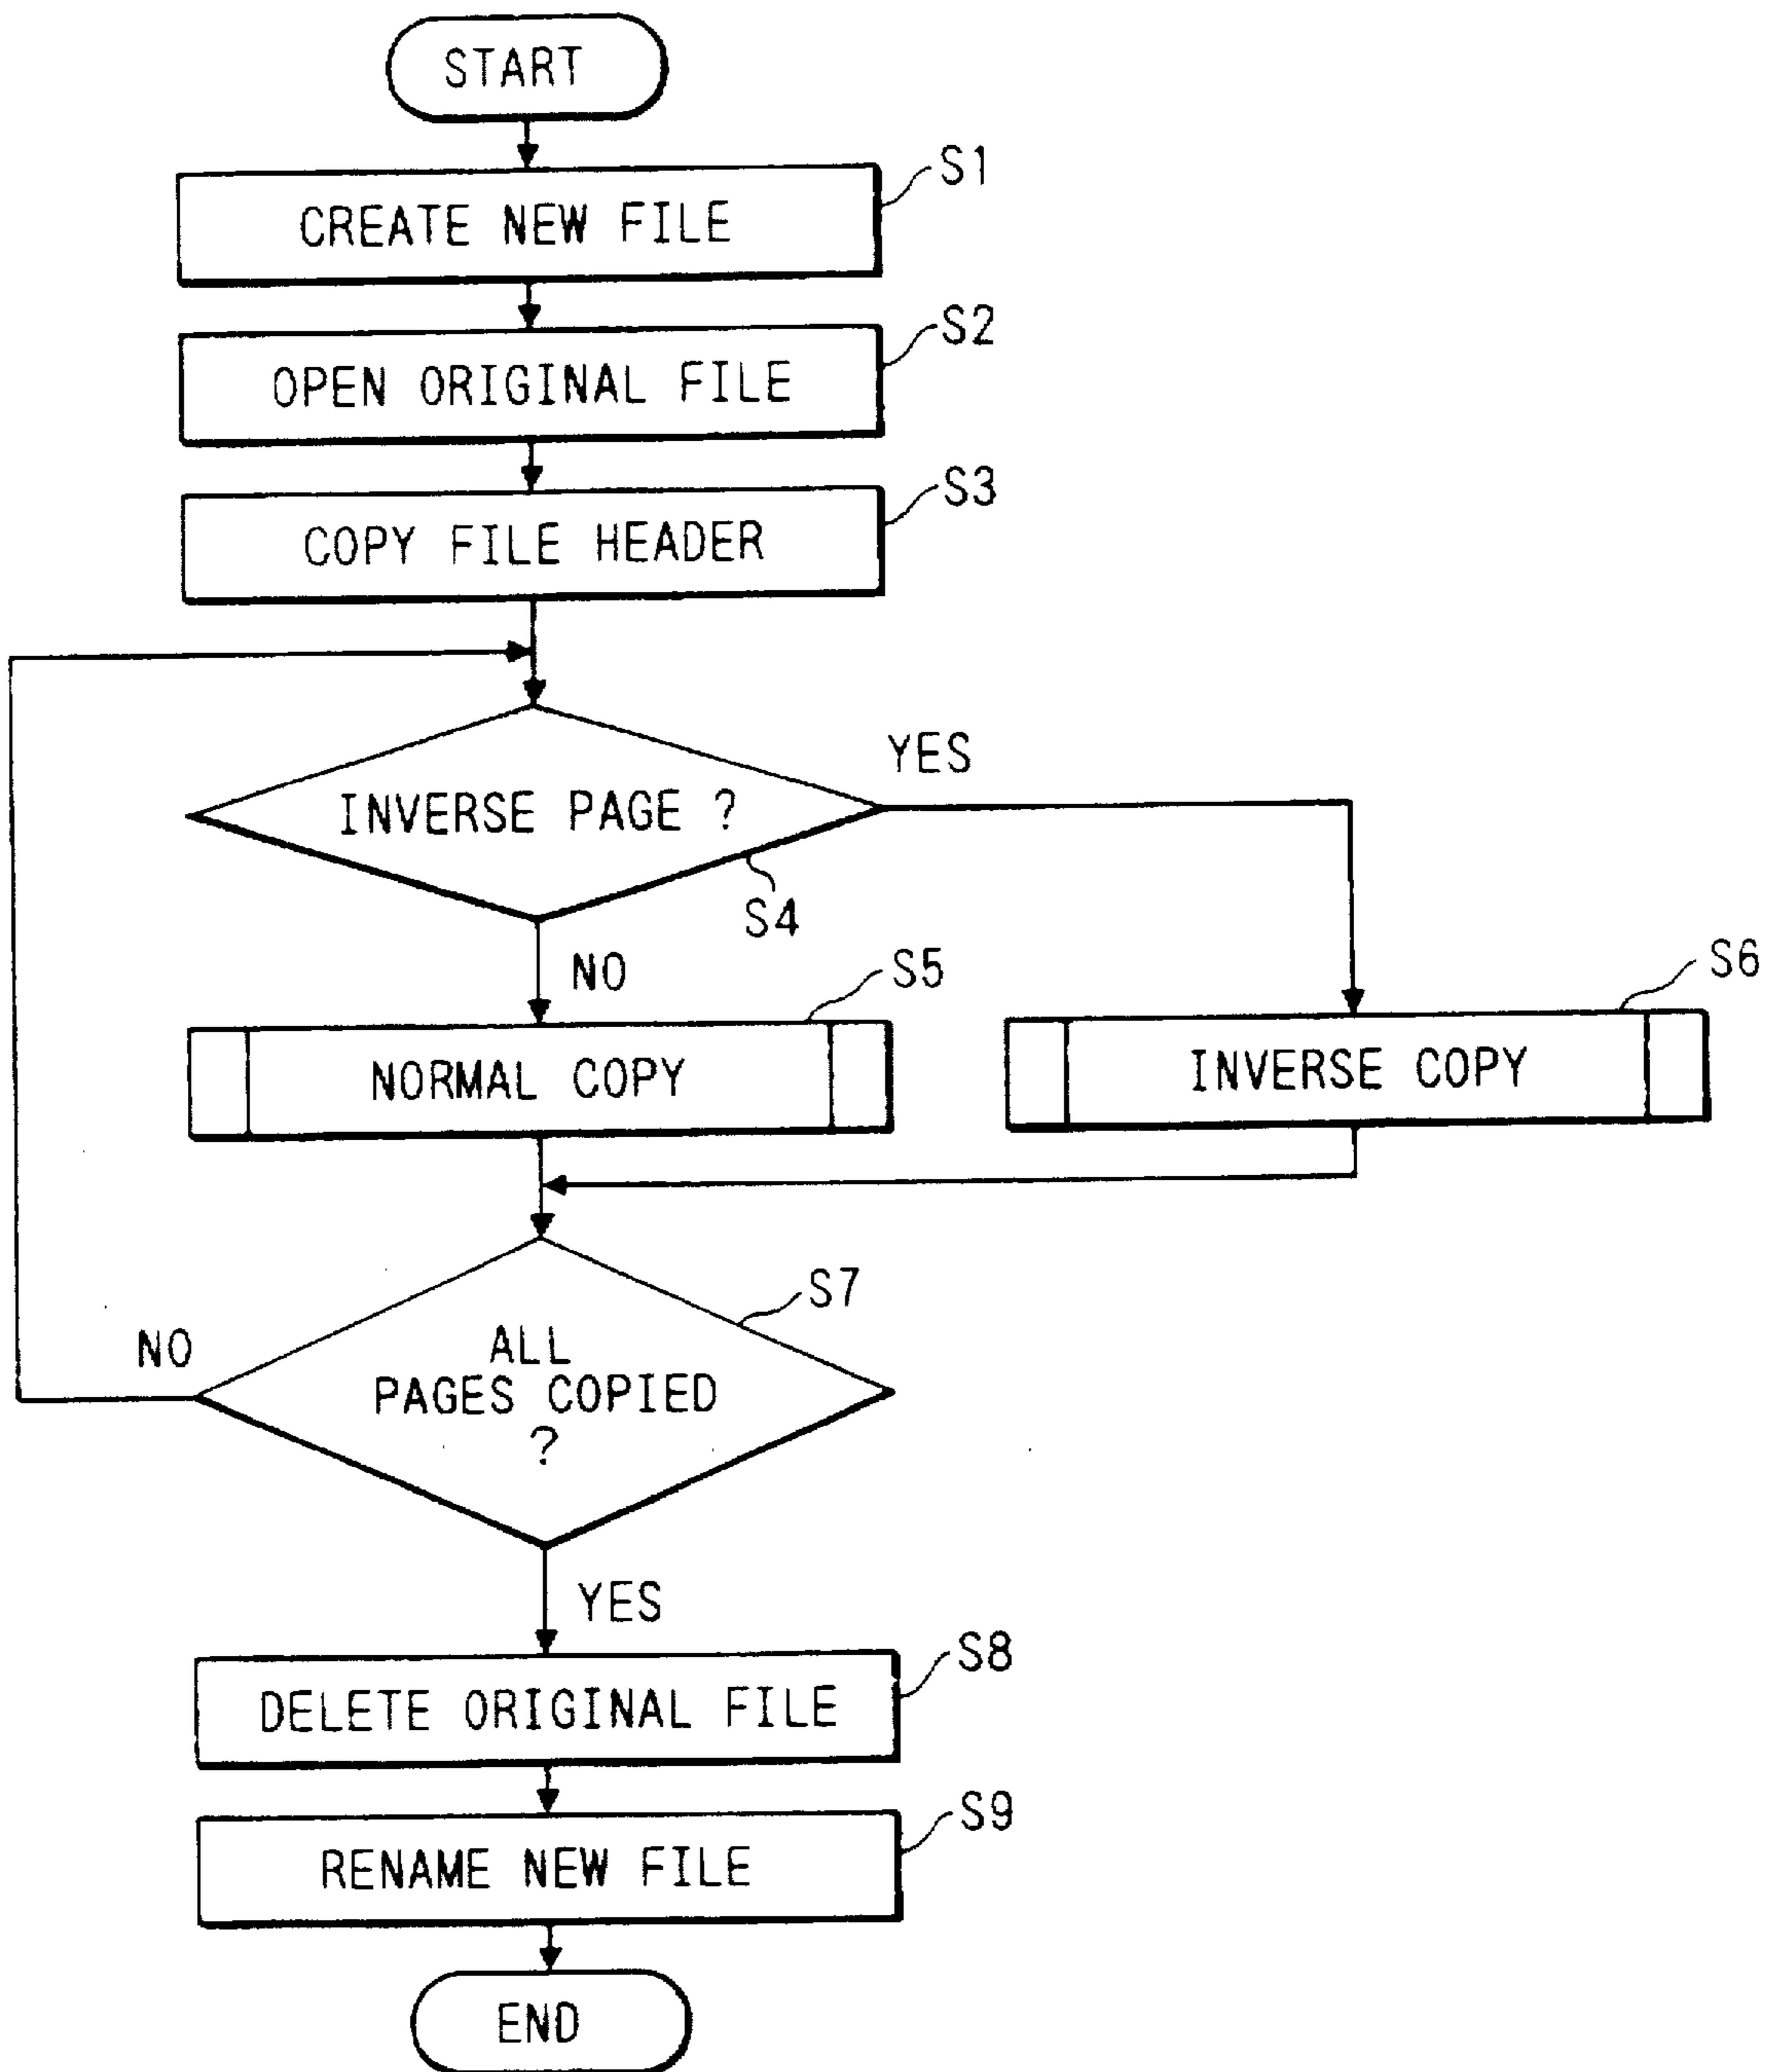 START
S1
CREATE NEW FILE
S2
OPEN ORIGINAL FILE
S3
COPY FILE HEADER
YES
INVERSE PAGE ?
S4
NO
S5
S6
NORMAL COPY
INVERSE COPY
S7
NO
ALL
PAGES COPIED
?
YES
S8
DELETE ORIGINAL FILE
S9
RENAME NEW FILE
END